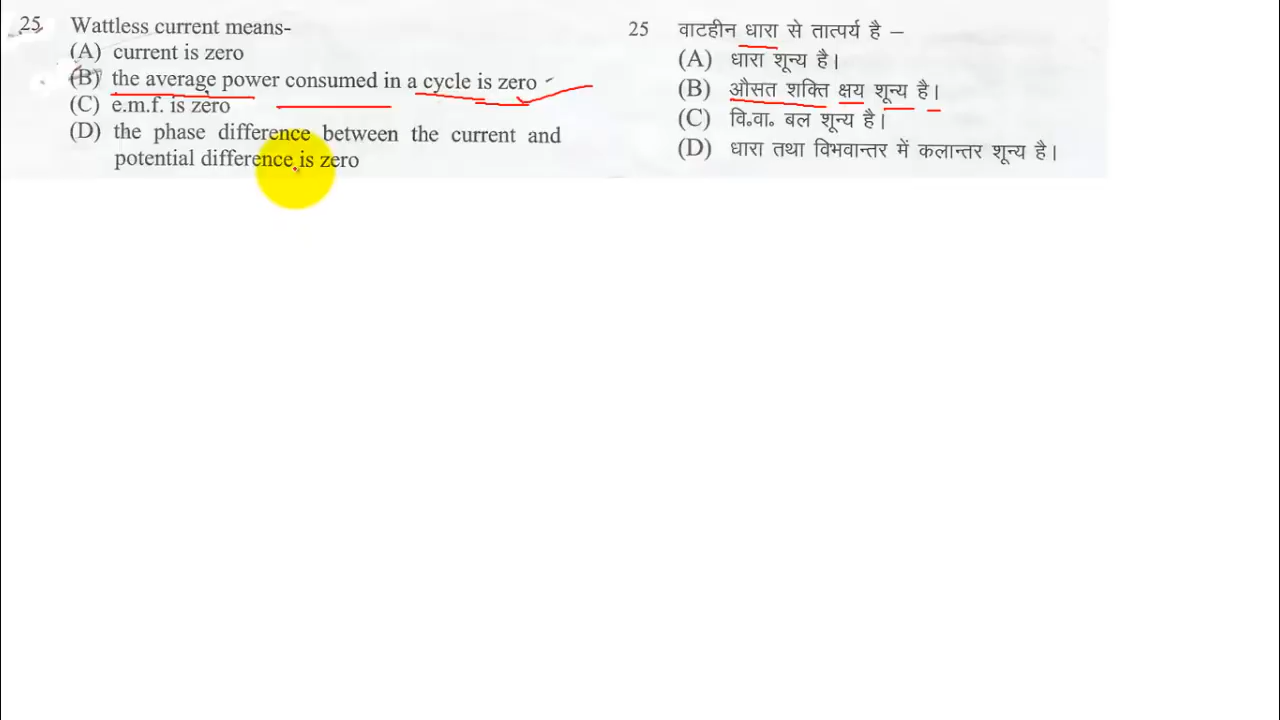 25. Wattless current means-
(A) current is zero
(B) the average power consumed in a cycle is zero
(C) e.m.f. is zero
(D) the phase difference between the current and
potential difference is zero
25 वाटहीन धारा से तात्पर्य है –
(A) धारा शून्य है।
(B) औसत शक्ति क्षय शून्य है।
(C) वि॰वा॰ बल शून्य है।
(D) धारा तथा विभवान्तर में कलान्तर शून्य है।